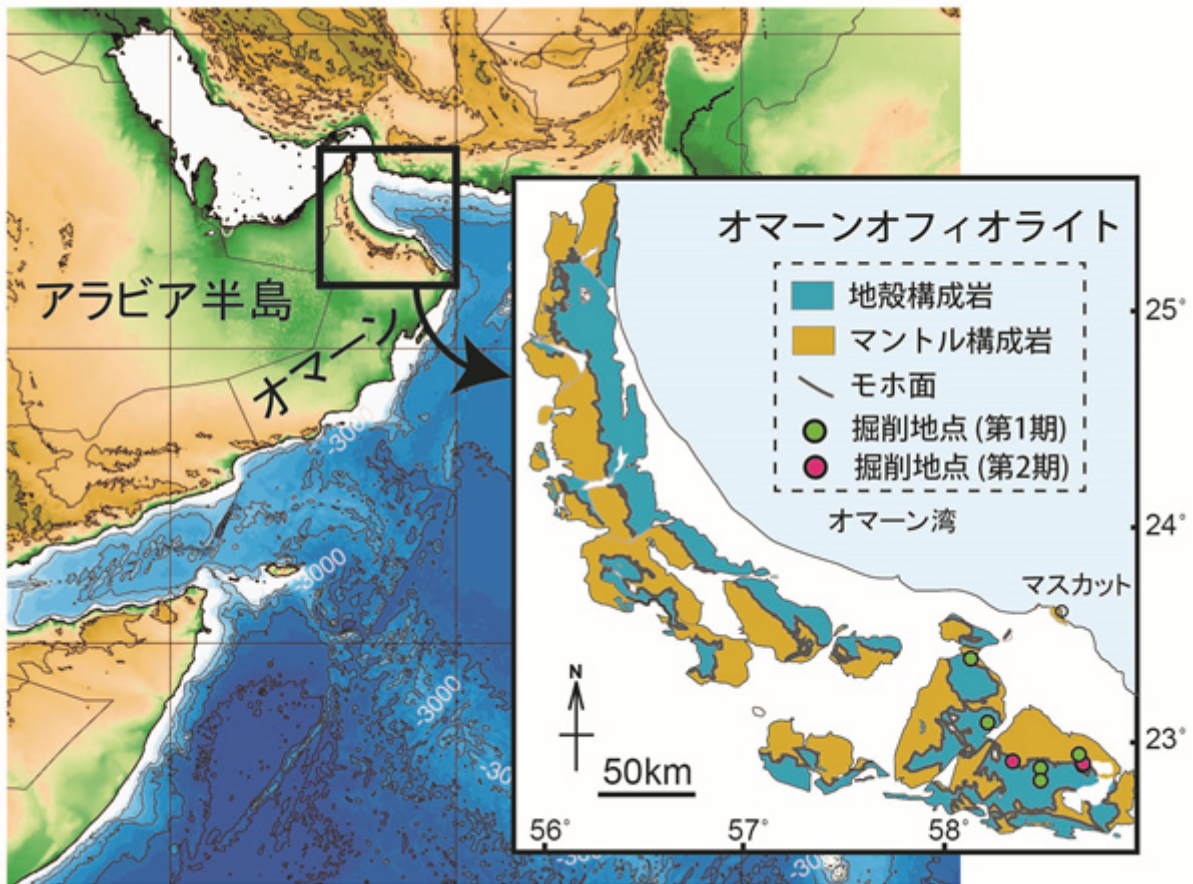 アラビア半島
オマーン
-3000
-3000
-3000
-3000
オマーンオフィオライト
地殻構成岩
マントル構成岩
モホ面
掘削地点 (第1期)
掘削地点 (第2期)
オマーン湾
マスカット
N
50km
25°
24°
23°
56°
57°
58°